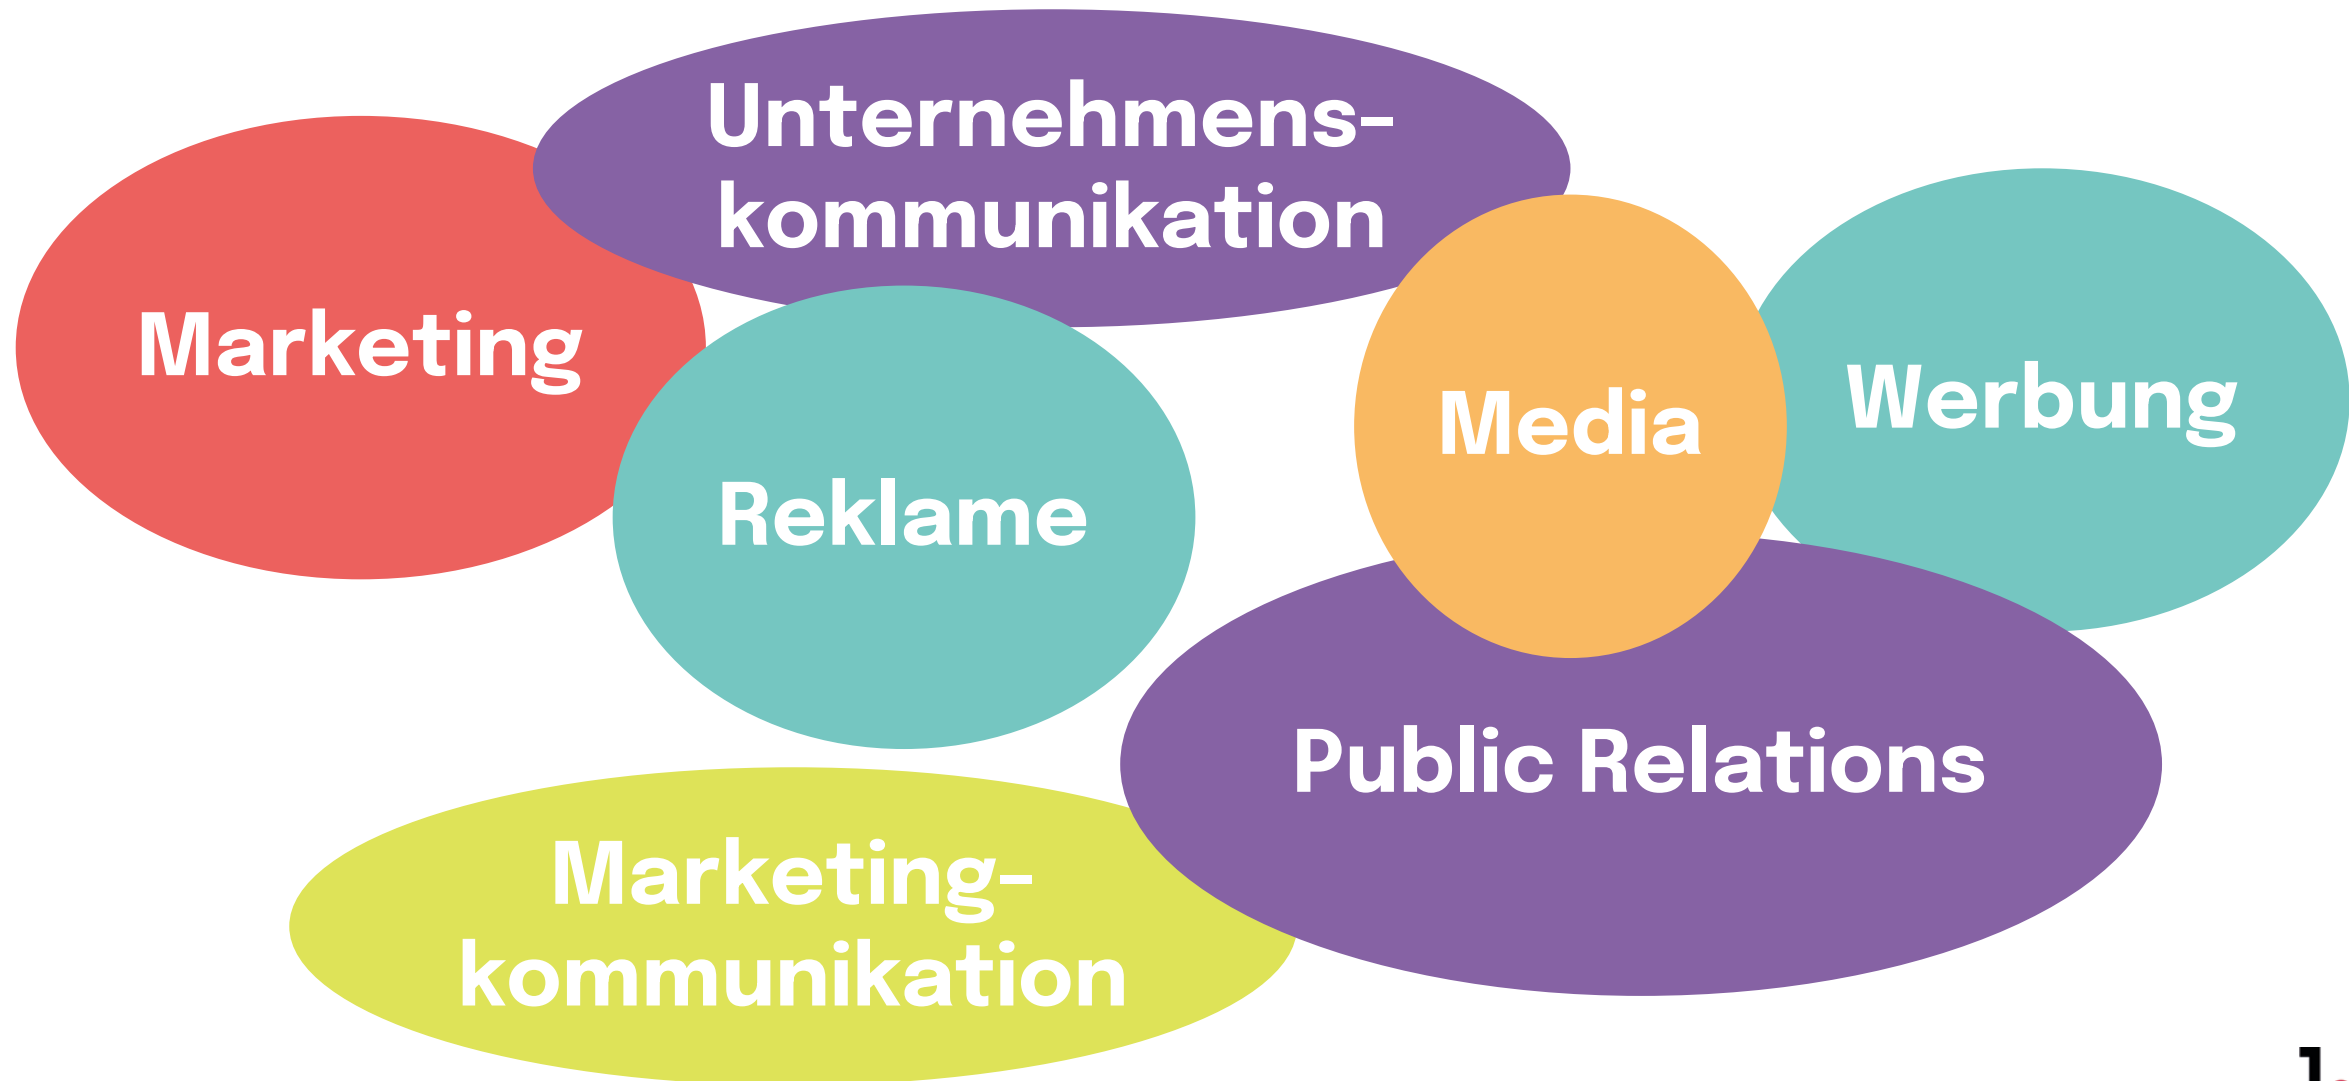 Unternehmens-
kommunikation
Marketing
Media
Werbung
Reklame
Public Relations
Marketing-
kommunikation